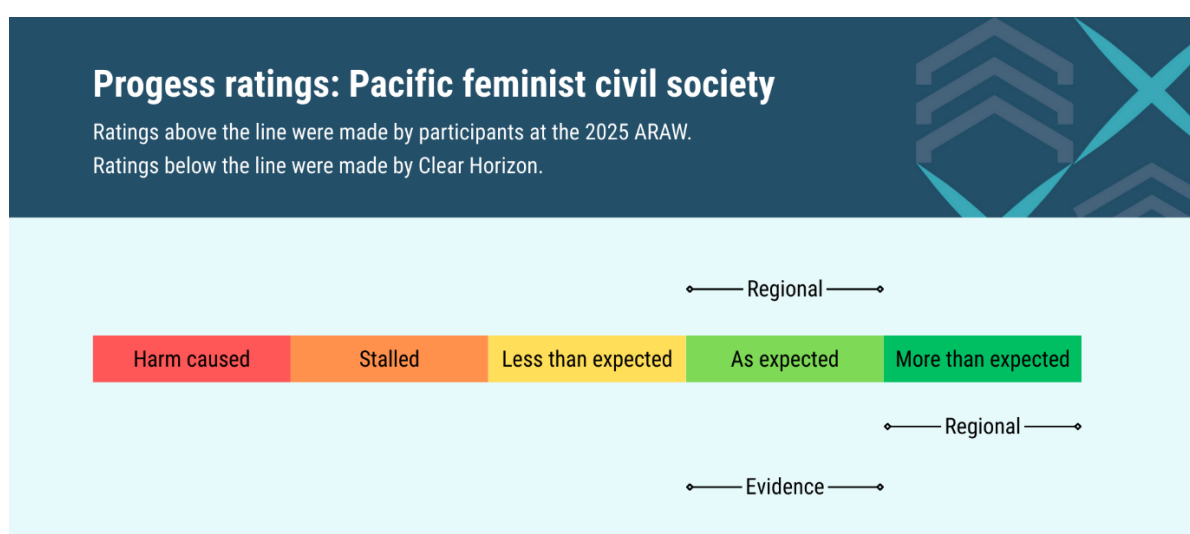 Progess ratings: Pacific feminist civil society
Ratings above the line were made by participants at the 2025 ARAW.
Ratings below the line were made by Clear Horizon.
Regional
Harm caused
Stalled
Less than expected
As expected
More than expected
Regional
Evidence